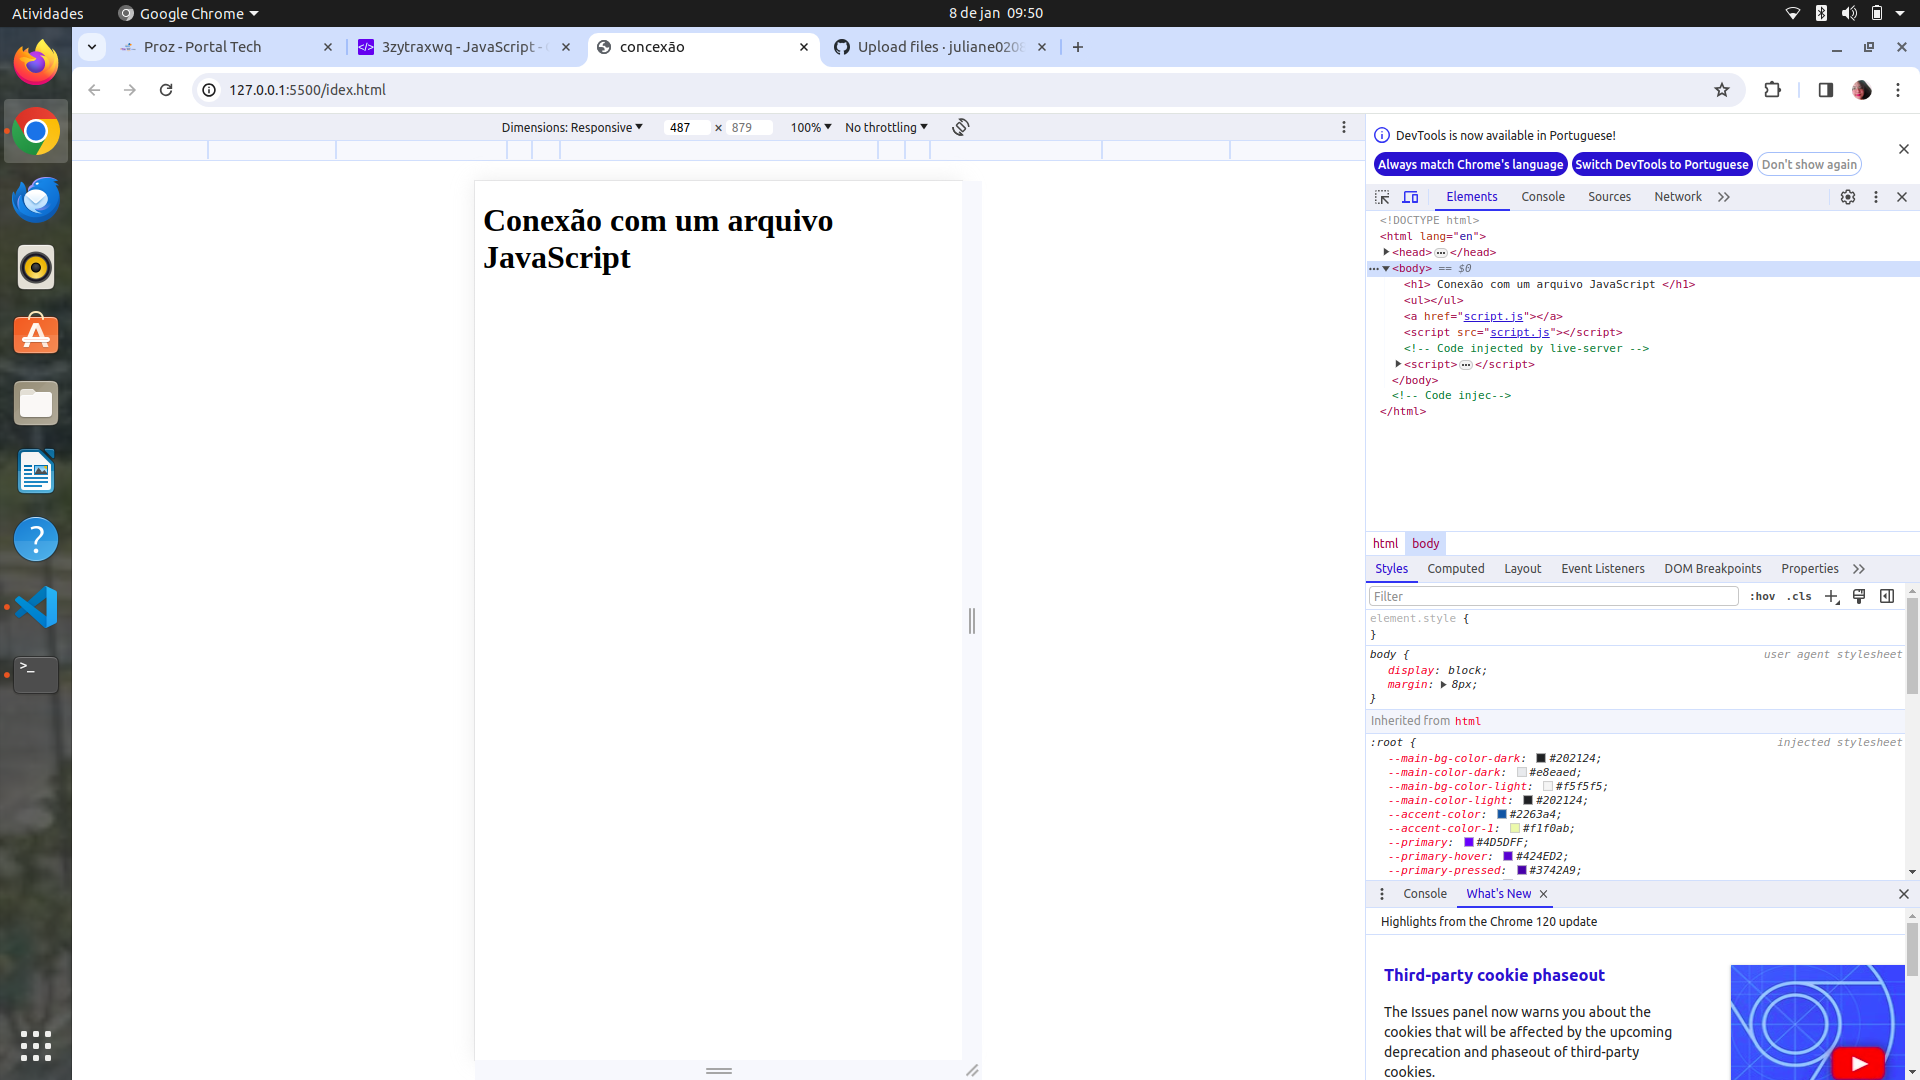 Atividades
Google Chrome
8 de jan 09:50
Proz - Portal Tech
3zytraxwq - JavaScript -
concexão
Upload files · juliane0208
127.0.0.1:5500/idex.html
Dimensions: Responsive
487 × 879
100%
No throttling
Conexão com um arquivo
JavaScript
DevTools is now available in Portuguese!
Always match Chrome's language
Switch DevTools to Portuguese
Don't show again
Elements
Console
Sources
Network
<!DOCTYPE html>
<html lang="en">
<head>…</head>
<body> == $0
<h1> Conexão com um arquivo JavaScript </h1>
<ul></ul>
<a href="script.js"></a>
<script src="script.js"></script>
<!-- Code injected by live-server -->
<script>…</script>
</body>
<!-- Code injec-->
</html>
html
body
Styles
Computed
Layout
Event Listeners
DOM Breakpoints
Properties
Filter
:hov
.cls
element.style {
}
body {
user agent stylesheet
display: block;
margin: 8px;
}
Inherited from html
:root {
injected stylesheet
--main-bg-color-dark: #202124;
--main-color-dark: #e8eaed;
--main-bg-color-light: #f5f5f5;
--main-color-light: #202124;
--accent-color: #2263a4;
--accent-color-1: #f1f0ab;
--primary: #4D5DFF;
--primary-hover: #424ED2;
--primary-pressed: #3742A9;
Console
What's New
Highlights from the Chrome 120 update
Third-party cookie phaseout
The Issues panel now warns you about the
cookies that will be affected by the upcoming
deprecation and phaseout of third-party
cookies.